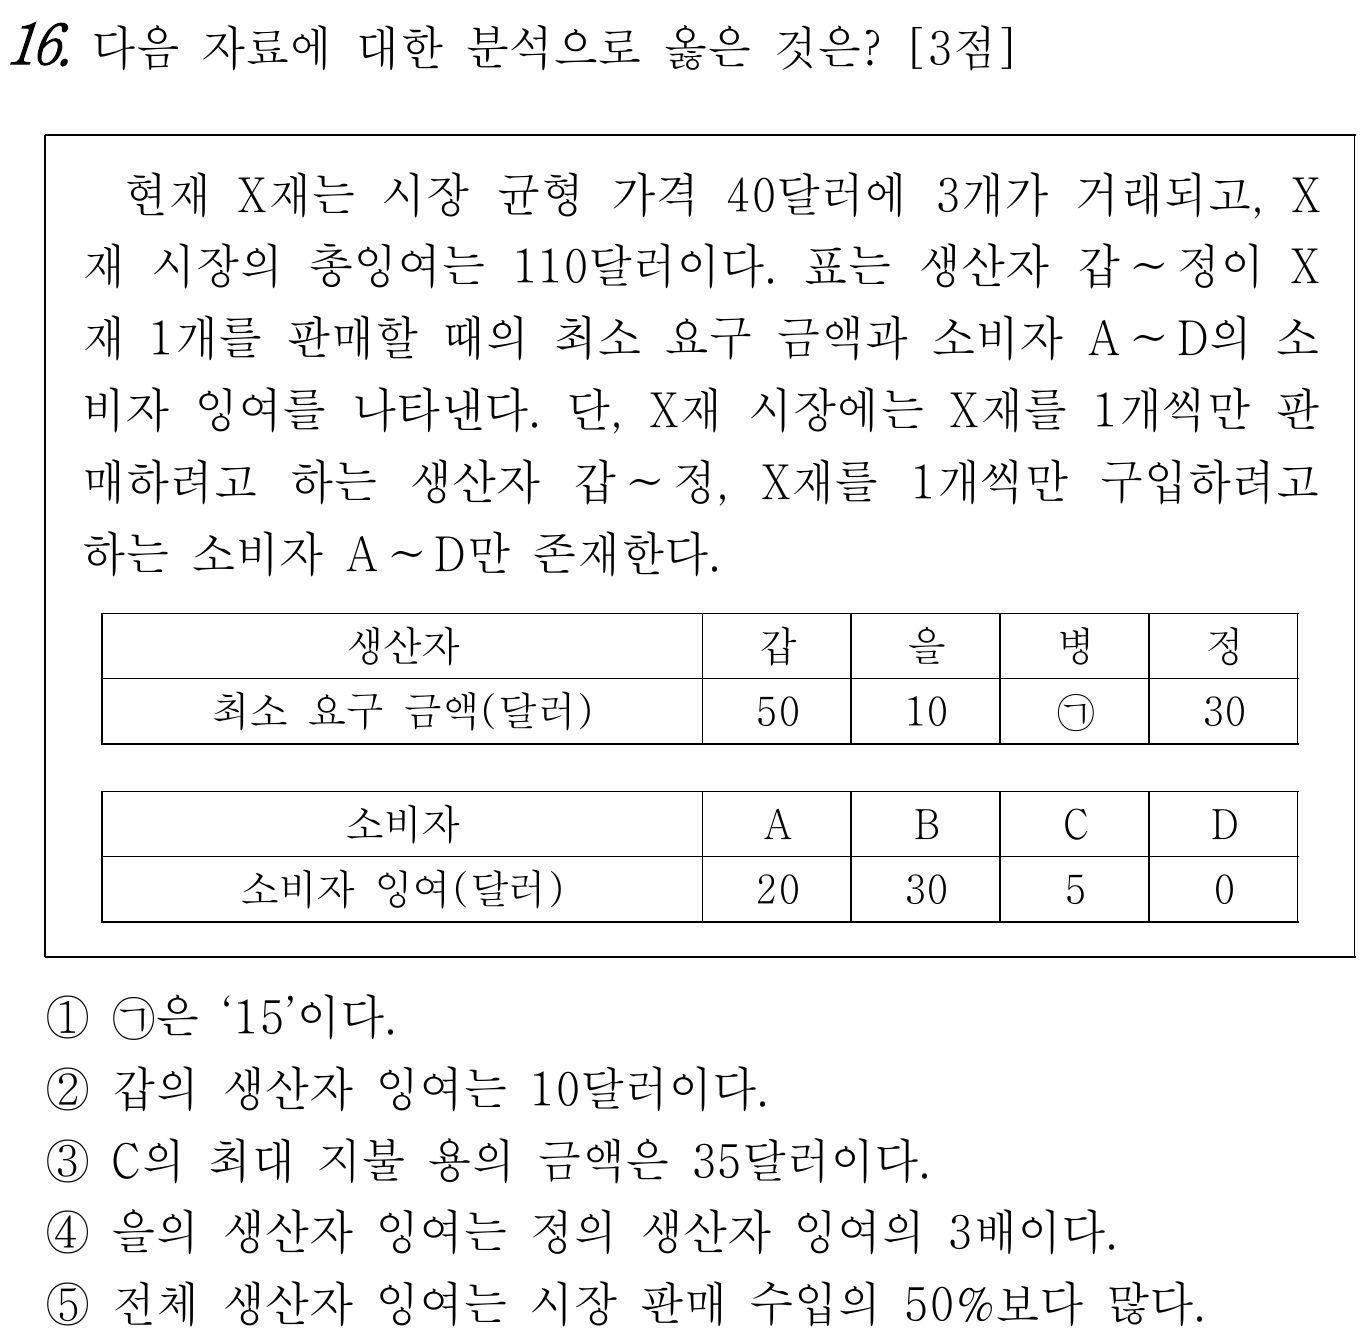 16. 다음 자료에 대한 분석으로 옳은 것은? [3점]
현재 X재는 시장 균형 가격 40달러에 3개가 거래되고, X
재 시장의 총잉여는 110달러이다. 표는 생산자 갑 ~ 정이 X
재 1개를 판매할 때의 최소 요구 금액과 소비자 A ~ D의 소
비자 잉여를 나타낸다. 단, X재 시장에는 X재를 1개씩만 판
매하려고 하는 생산자 갑 ~ 정, X재를 1개씩만 구입하려고
하는 소비자 A ~ D만 존재한다.
생산자 갑 을 병 정
최소 요구 금액(달러) 50 10 ㉠ 30
소비자 A B C D
소비자 잉여(달러) 20 30 5 0
① ㉠은 ‘15’이다.
② 갑의 생산자 잉여는 10달러이다.
③ C의 최대 지불 용의 금액은 35달러이다.
④ 을의 생산자 잉여는 정의 생산자 잉여의 3배이다.
⑤ 전체 생산자 잉여는 시장 판매 수입의 50%보다 많다.